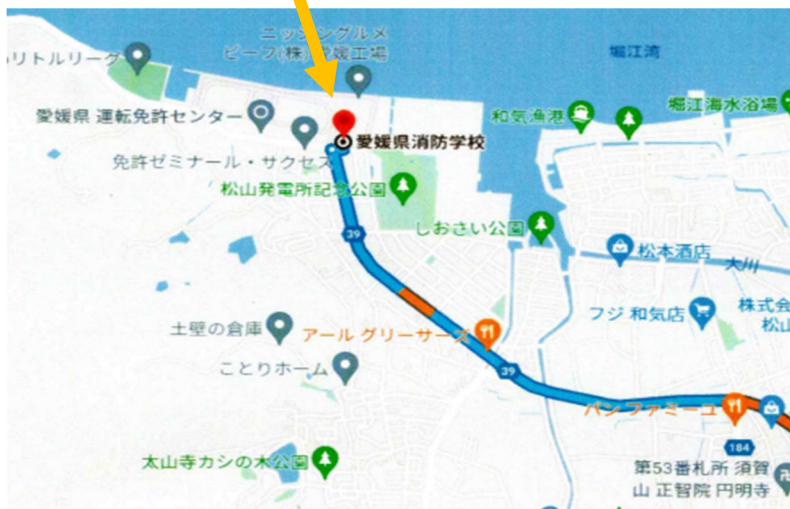 リトルリーグ
ニッシングルメ
ビーフ(株)愛媛工場
堀江湾
愛媛県 運転免許センター
和気漁港
堀江海水浴場
愛媛県消防学校
免許ゼミナール・サクセス
松山発電所記念公園
しおさい公園
39
松本酒店
大川
土壁の倉庫
アール グリーサーズ
フジ 和気店
株式会
松山
ことりホーム
39
パンファミーユ
184
太山寺カシの木公園
第53番札所 須賀
山 正智院 円明寺